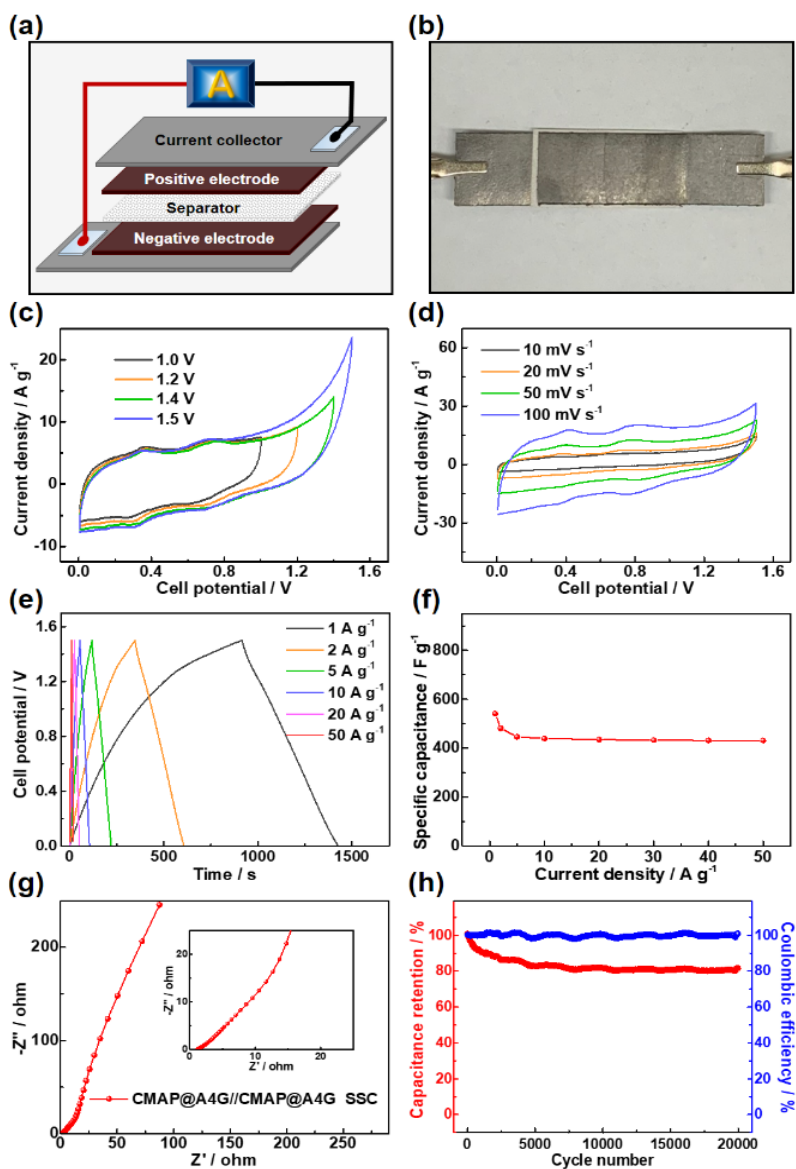 (a)
A
Current collector
Positive electrode
Separator
Negative electrode
(b)
(c)
Current density / A g⁻¹
20
10
0
-10
1.0 V
1.2 V
1.4 V
1.5 V
0.0 0.4 0.8 1.2 1.6
Cell potential / V
(d)
Current density / A g⁻¹
60
30
0
-30
10 mV s⁻¹
20 mV s⁻¹
50 mV s⁻¹
100 mV s⁻¹
0.0 0.4 0.8 1.2 1.6
Cell potential / V
(e)
Cell potential / V
1.6
1.2
0.8
0.4
0.0
1 A g⁻¹
2 A g⁻¹
5 A g⁻¹
10 A g⁻¹
20 A g⁻¹
50 A g⁻¹
0 500 1000 1500
Time / s
(f)
Specific capacitance / F g⁻¹
800
600
400
200
0
0 10 20 30 40 50
Current density / A g⁻¹
(g)
-Z'' / ohm
200
100
0
-Z'' / ohm
20
10
0
0 10 20
Z' / ohm
CMAP@A4G//CMAP@A4G SSC
0 50 100 150 200 250
Z' / ohm
(h)
Capacitance retention / %
100
80
60
40
20
0
Coulombic efficiency / %
100
80
60
40
20
0
0 5000 10000 15000 20000
Cycle number